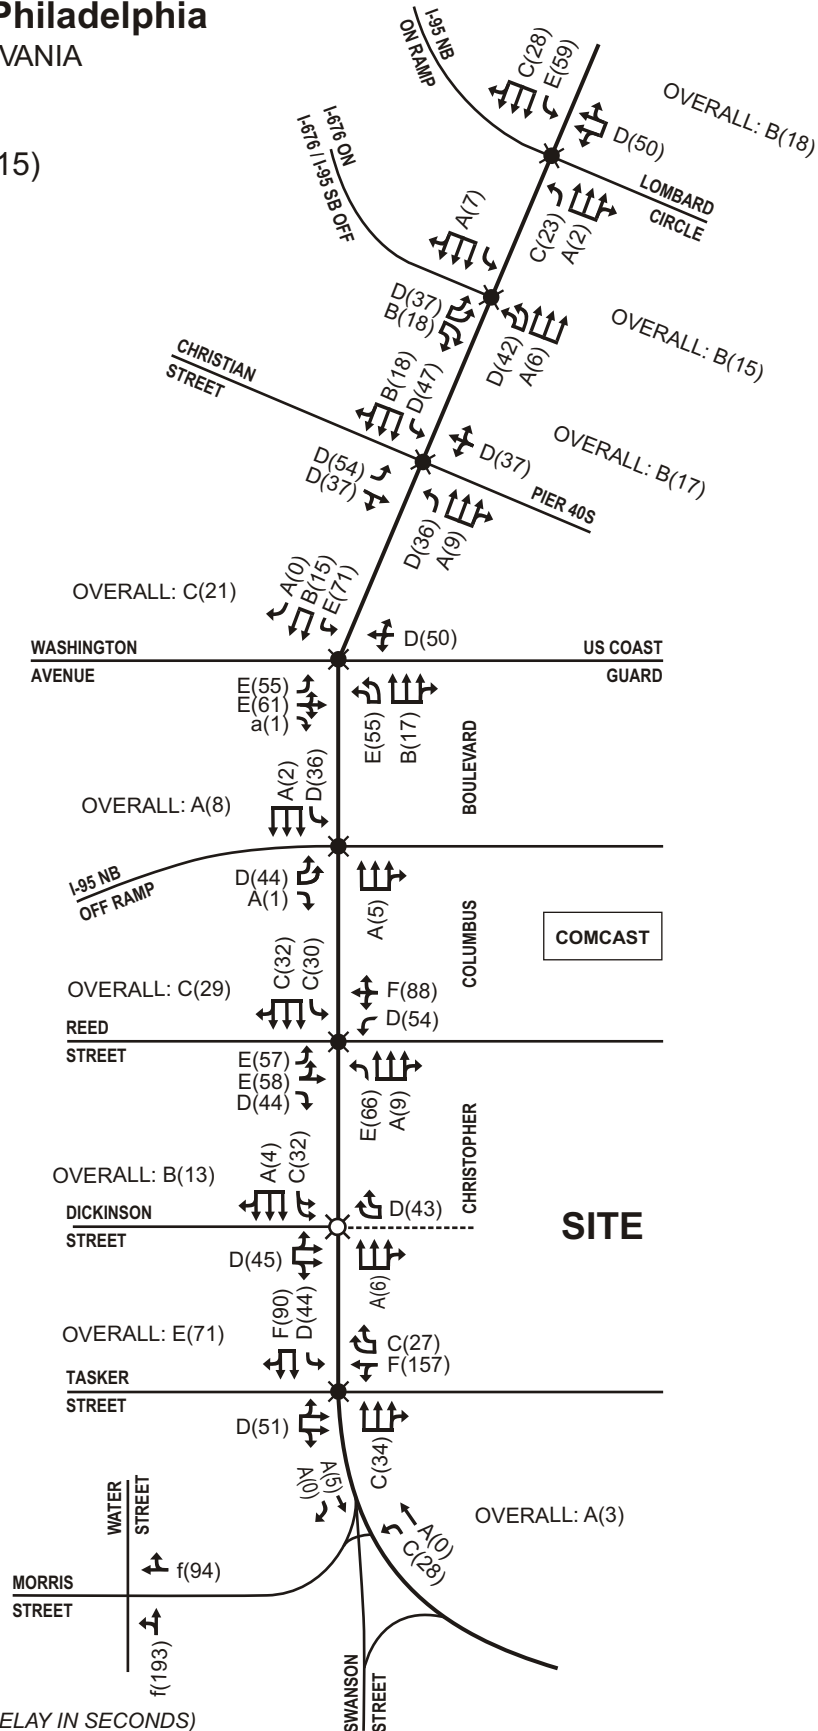 Philadelphia
VANIA
15)
I-95 NB
ON RAMP
C(28)
E(59)
D(50)
OVERALL: B(18)
LOMBARD
CIRCLE
C(23)
A(2)
I-676 ON
I-676 / I-95 SB OFF
A(7)
D(37)
B(18)
D(42)
A(6)
OVERALL: B(15)
CHRISTIAN
STREET
B(18)
D(47)
D(37)
OVERALL: B(17)
D(54)
D(37)
PIER 40S
D(36)
A(9)
OVERALL: C(21)
A(0)
B(15)
E(71)
D(50)
WASHINGTON
AVENUE
US COAST
GUARD
E(55)
E(61)
a(1)
E(55)
B(17)
BOULEVARD
OVERALL: A(8)
A(2)
D(36)
I-95 NB
OFF RAMP
D(44)
A(1)
A(5)
COLUMBUS
COMCAST
OVERALL: C(29)
C(32)
C(30)
F(88)
D(54)
REED
STREET
E(57)
E(58)
D(44)
E(66)
A(9)
CHRISTOPHER
OVERALL: B(13)
A(4)
C(32)
D(43)
DICKINSON
STREET
SITE
D(45)
A(6)
OVERALL: E(71)
F(90)
D(44)
C(27)
F(157)
TASKER
STREET
D(51)
C(34)
A(0)
A(5)
A(0)
C(28)
OVERALL: A(3)
WATER
STREET
f(94)
MORRIS
STREET
f(193)
SWANSON
STREET
ELAY IN SECONDS)